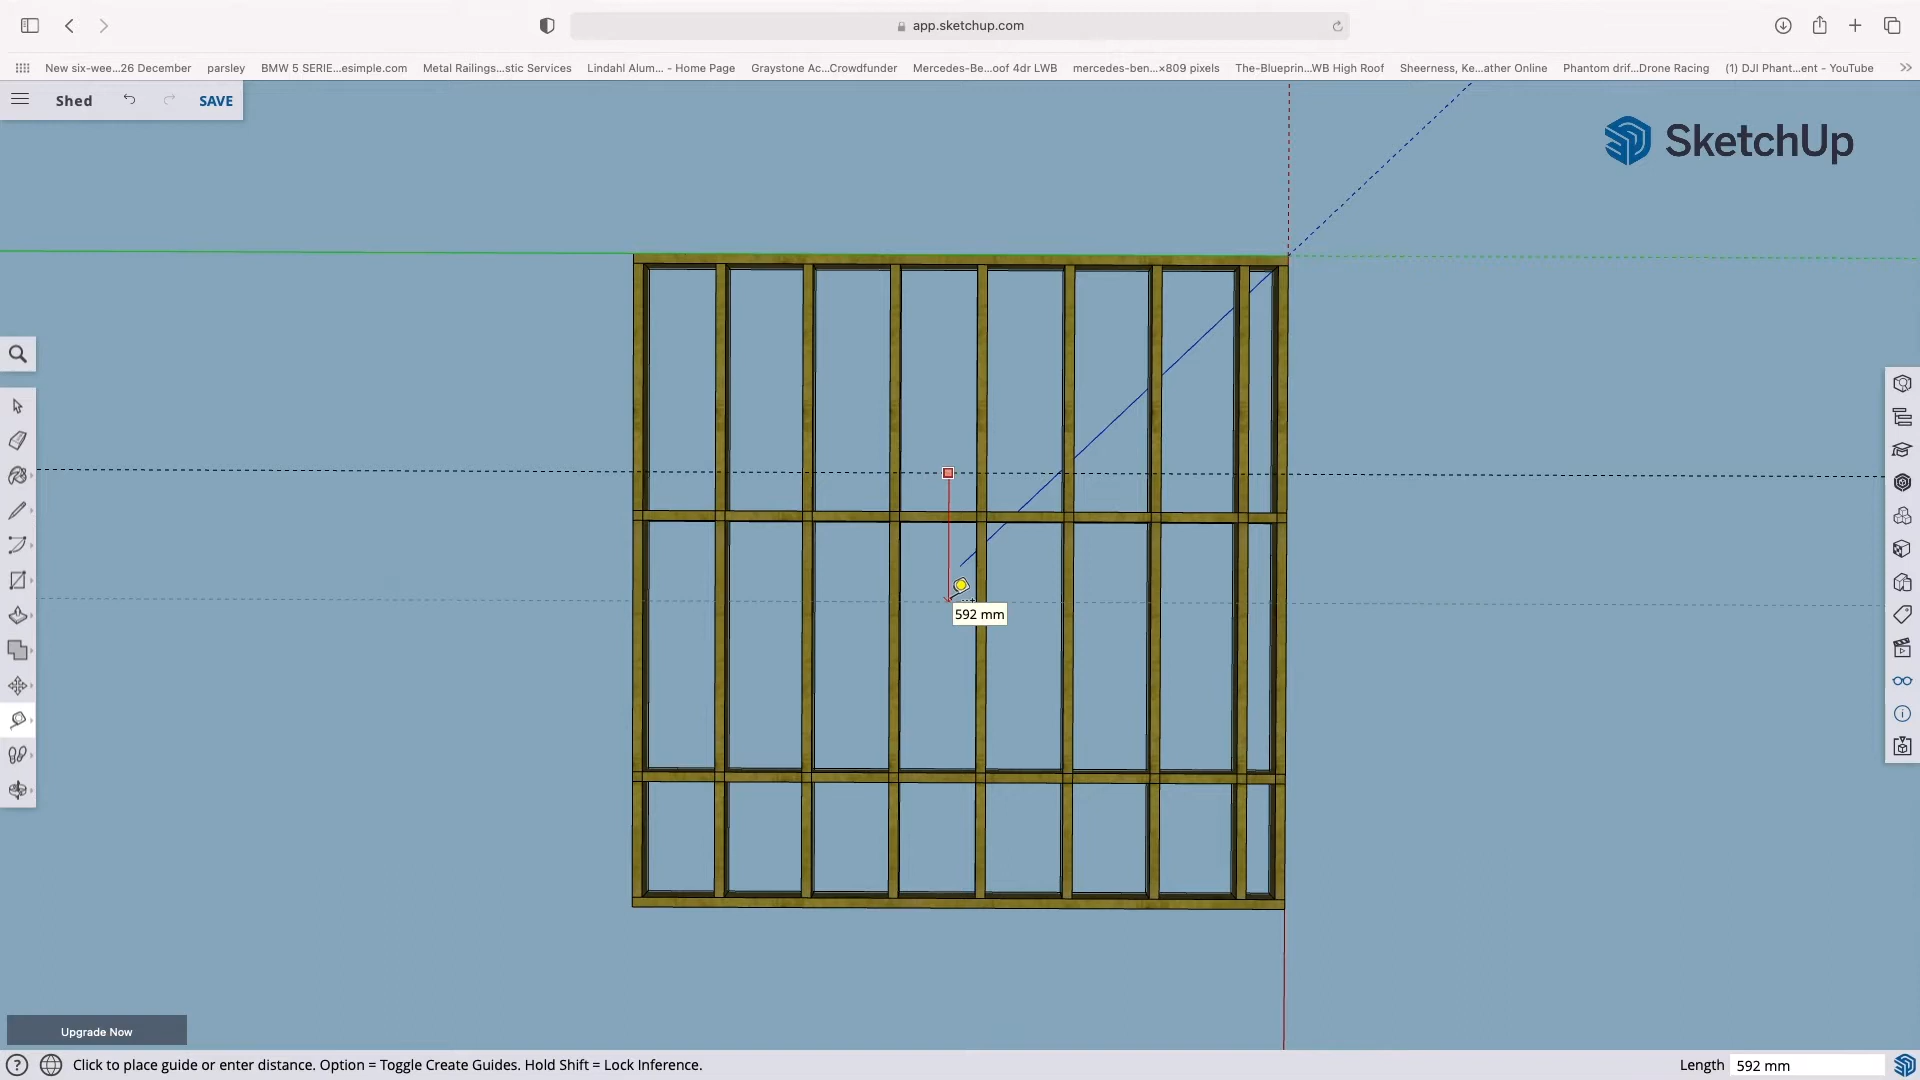 app.sketchup.com
New six-wee...26 December parsley BMW 5 SERIE...esimple.com Metal Railings...stic Services Lindahl Alum... - Home Page Graystone Ac...Crowdfunder Mercedes-Be...oof 4dr LWB mercedes-ben...×809 pixels The-Blueprin...WB High Roof Sheerness, Ke...ather Online Phantom drif...Drone Racing (1) DJI Phant...ent - YouTube
Shed SAVE
SketchUp
592 mm
Upgrade Now
Click to place guide or enter distance. Option = Toggle Create Guides. Hold Shift = Lock Inference. Length 592 mm